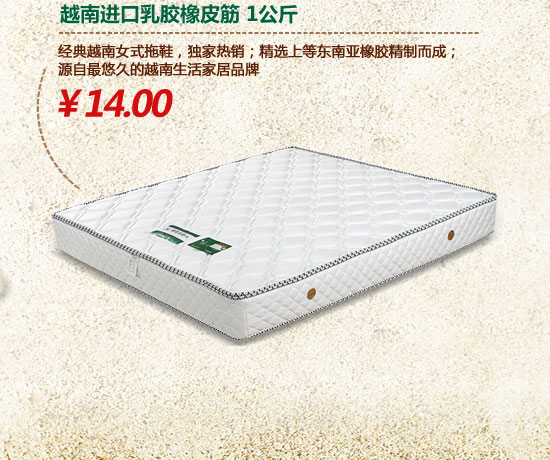 越南进口乳胶橡皮筋 1公斤
经典越南女式拖鞋，独家热销；精选上等东南亚橡胶精制而成；
源自最悠久的越南生活家居品牌
¥14.00